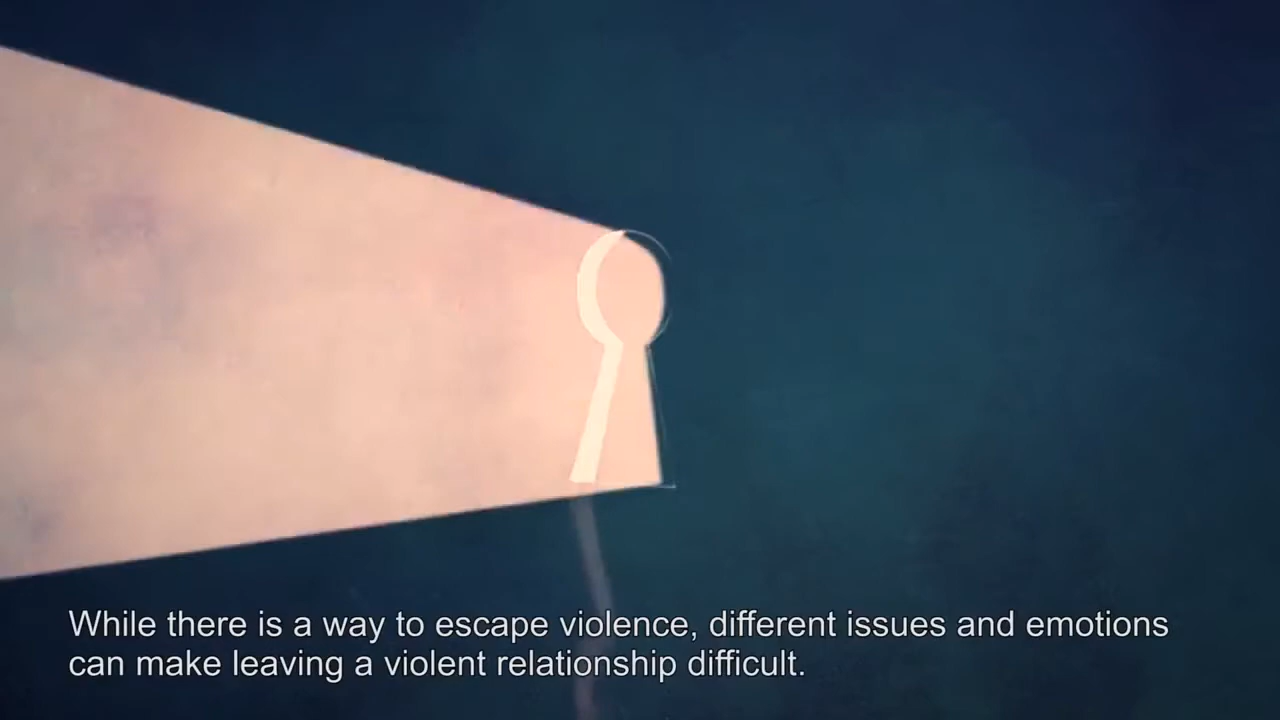 While there is a way to escape violence, different issues and emotions
can make leaving a violent relationship difficult.